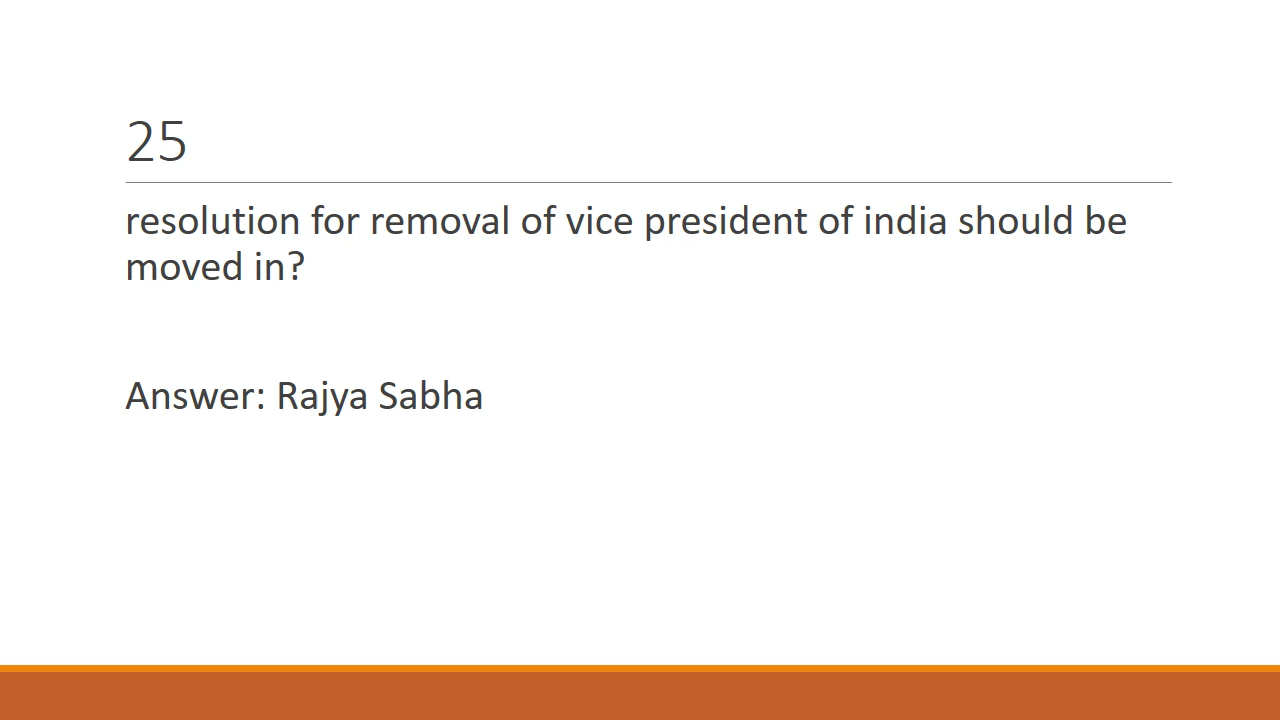 25
resolution for removal of vice president of india should be
moved in?
Answer: Rajya Sabha